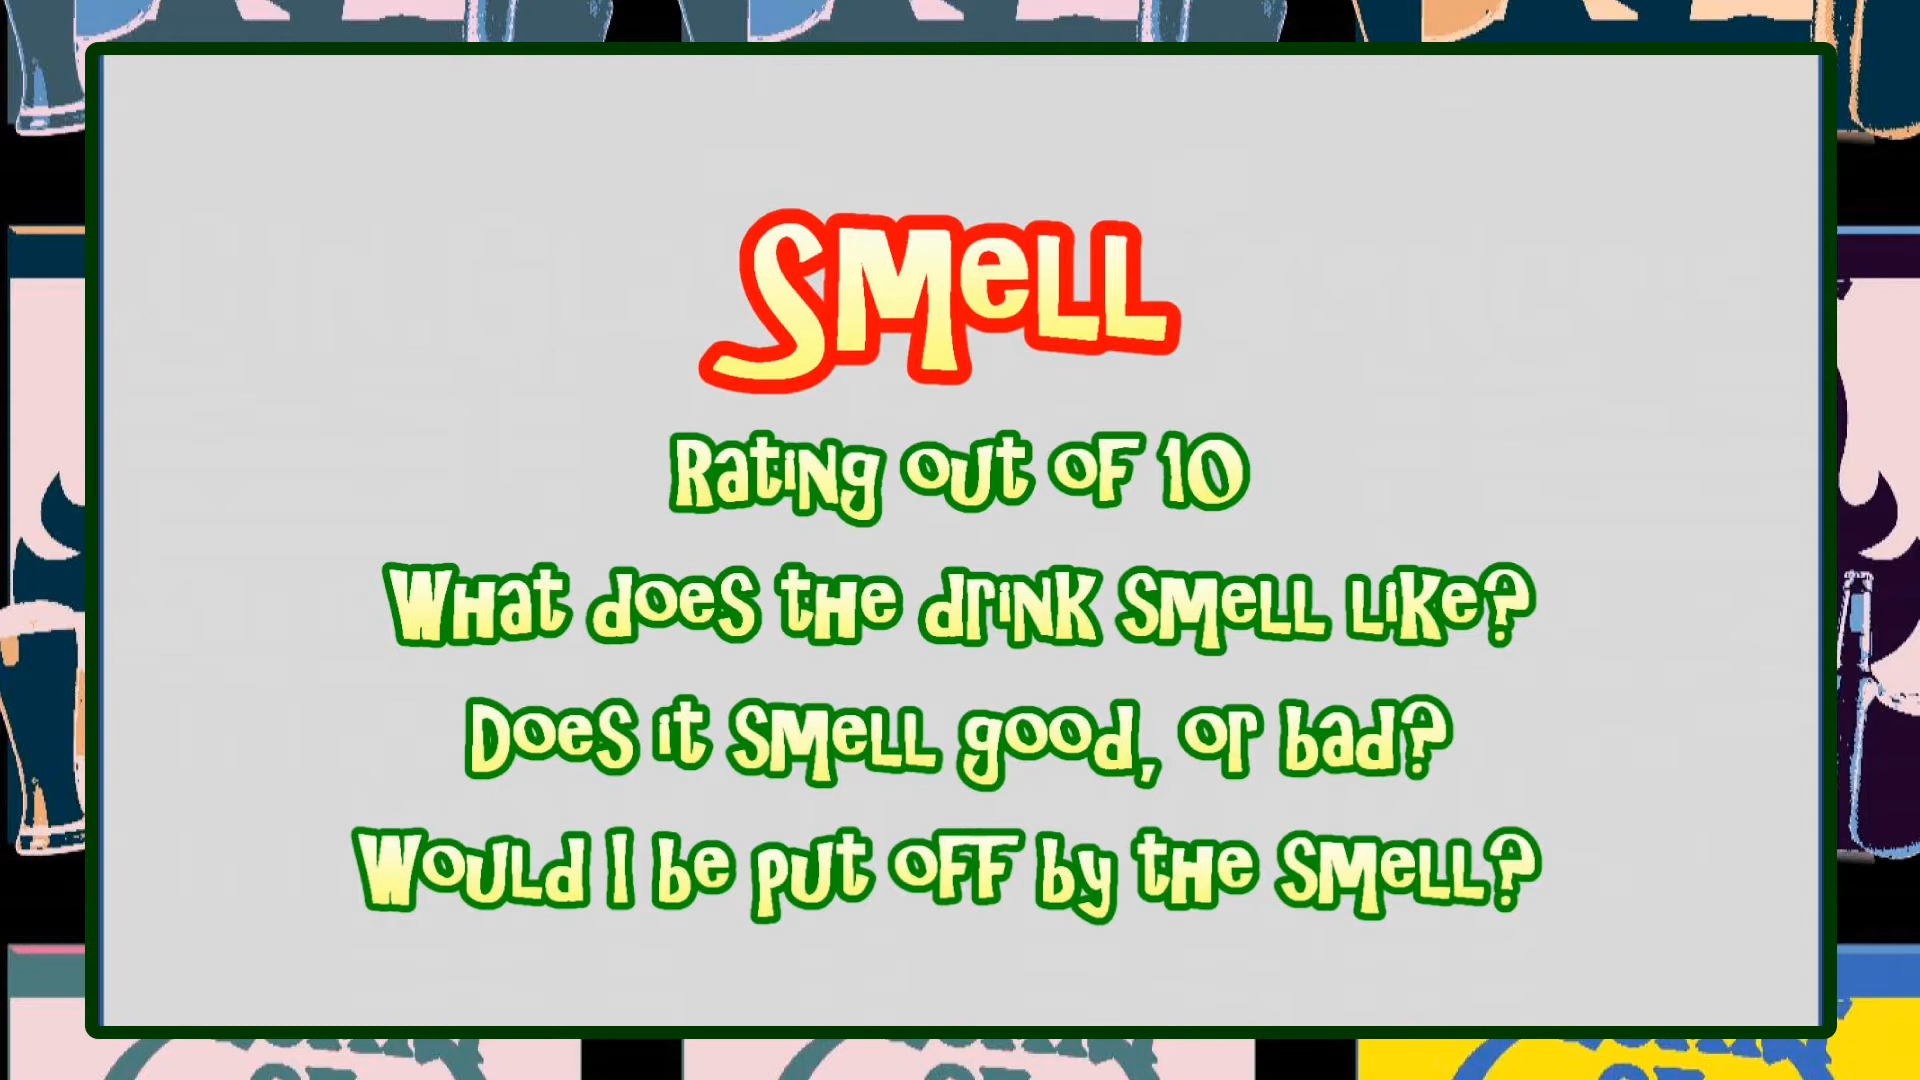 Smell
Rating out of 10
What does the drink smell like?
Does it smell good, or bad?
Would I be put off by the smell?